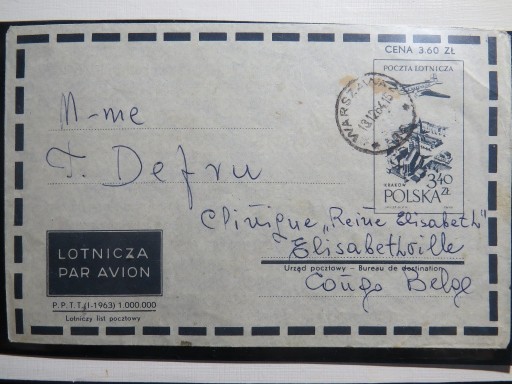 CENA 3.60 ZŁ
POCZTA LOTNICZA
WARSZAWA
M-me
T. Defru
KRAKÓW
3,40 ZŁ
POLSKA
Clinique "Reine Elisabeth"
Elisabethville
LOTNICZA
PAR AVION
Urząd pocztowy - Bureau de destination
Congo Belge
P.P.T.T. (I-1963) 1.000.000
Lotniczy list pocztowy